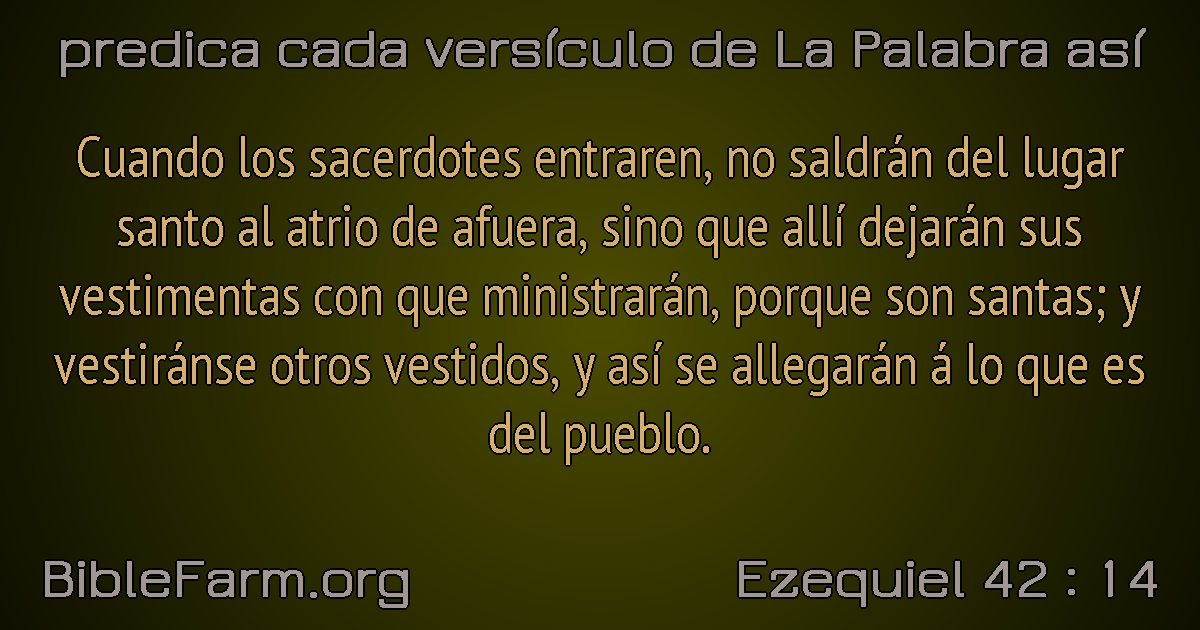 predica cada versículo de La Palabra así
Cuando los sacerdotes entraren, no saldrán del lugar
santo al atrio de afuera, sino que allí dejarán sus
vestimentas con que ministrarán, porque son santas; y
vestiránse otros vestidos, y así se allegarán á lo que es
del pueblo.
BibleFarm.org
Ezequiel 42 : 14